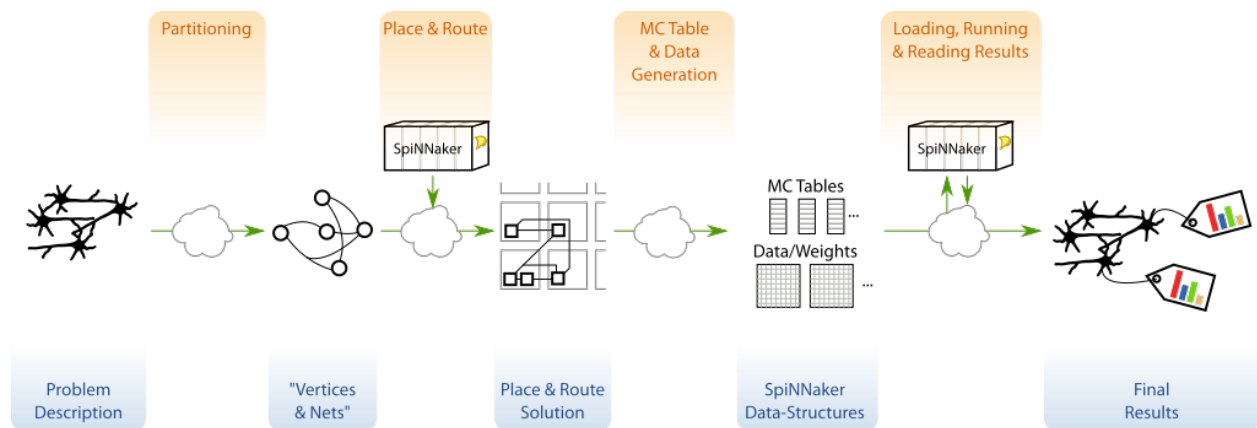 Partitioning
Place & Route
MC Table
& Data
Generation
Loading, Running
& Reading Results
SpiNNaker
SpiNNaker
MC Tables
...
Data/Weights
...
Problem
Description
"Vertices
& Nets"
Place & Route
Solution
SpiNNaker
Data-Structures
Final
Results